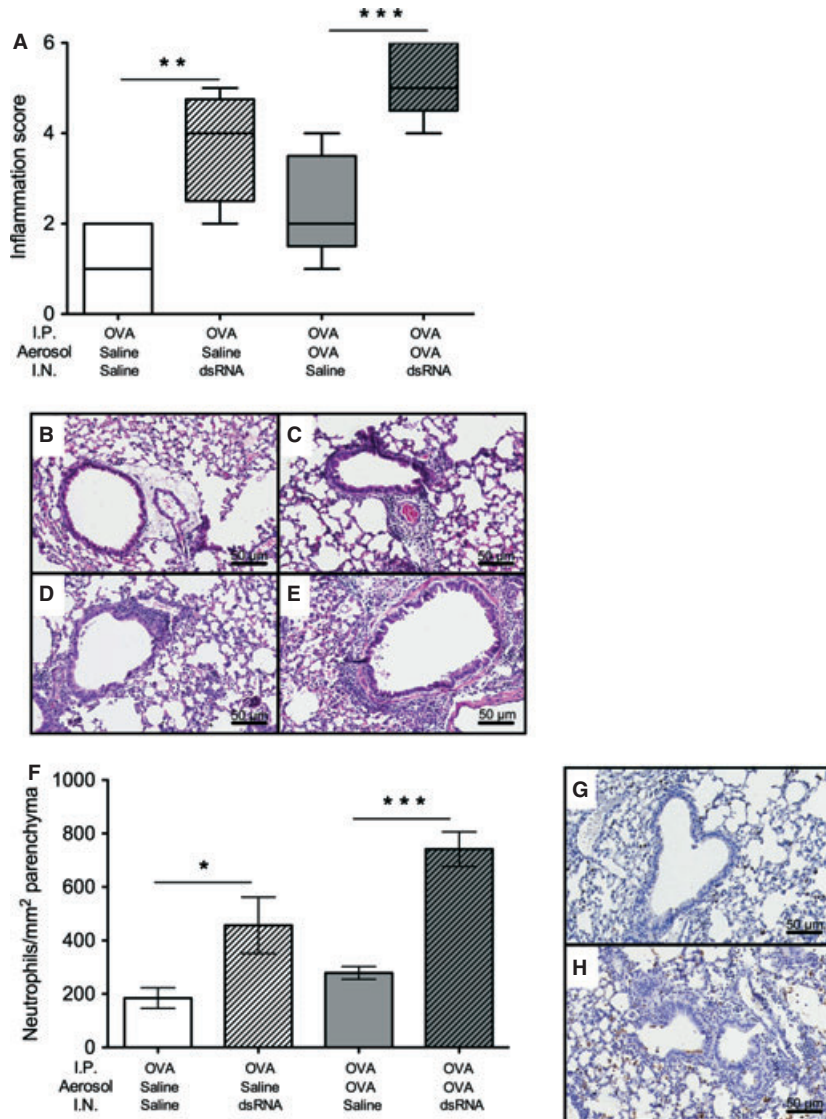 A
* *
* * *
6
4
2
0
Inflammation score
I.P. OVA OVA OVA OVA
Aerosol Saline Saline OVA OVA
I.N. Saline dsRNA Saline dsRNA
B
50 µm
C
50 µm
D
50 µm
E
50 µm
F
*
* * *
1000
800
600
400
200
0
Neutrophils/mm² parenchyma
I.P. OVA OVA OVA OVA
Aerosol Saline Saline OVA OVA
I.N. Saline dsRNA Saline dsRNA
G
50 µm
H
50 µm